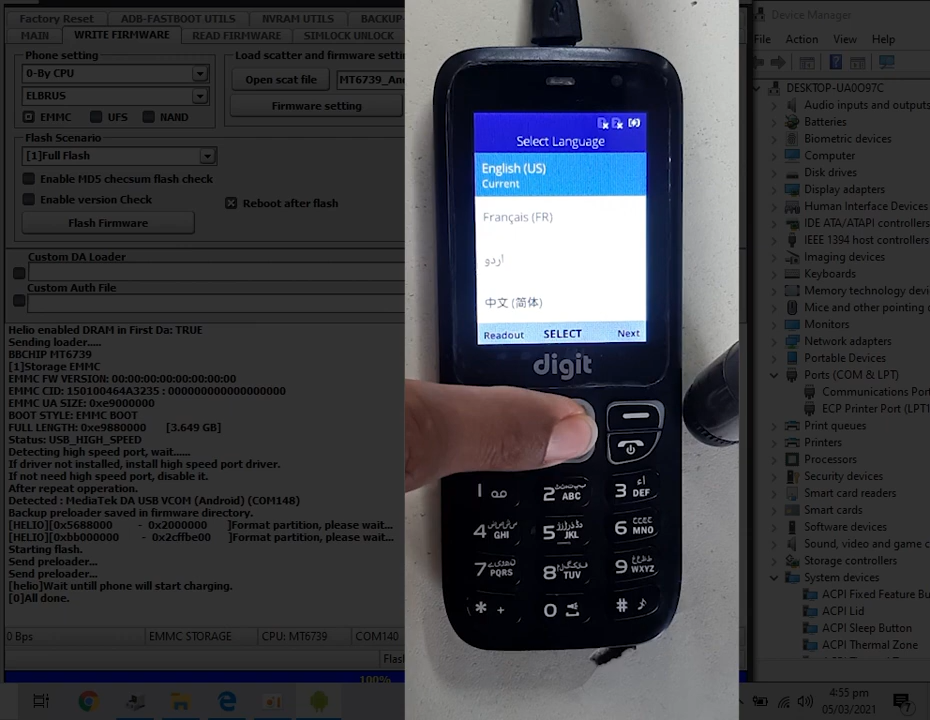 Factory Reset
ADB-FASTBOOT UTILS
NVRAM UTILS
BACKUP-
MAIN
WRITE FIRMWARE
READ FIRMWARE
SIMLOCK UNLOCK
Phone setting
0-By CPU
ELBRUS
EMMC
UFS
NAND
Load scatter and firmware settin
Open scat file
MT6739_An
Firmware setting
Flash Scenario
[1]Full Flash
Enable MD5 checsum flash check
Enable version Check
Reboot after flash
Flash Firmware
Custom DA Loader
Custom Auth File
Helio enabled DRAM in First Da: TRUE
Sending loader.....
BBCHIP MT6739
[1]Storage EMMC
EMMC FW VERSION: 00:00:00:00:00:00:00:00
EMMC CID: 150100464A3235 : 0000000000000000000
EMMC UA SIZE: 0xe9000000
BOOT STYLE: EMMC BOOT
FULL LENGTH: 0xe9880000 [3.649 GB]
Status: USB_HIGH_SPEED
Detecting high speed port, wait......
If driver not installed, install high speed port driver.
If not need high speed port, disable it.
After repeat opperation.
Detected : MediaTek DA USB VCOM (Android) (COM148)
Backup preloader saved in firmware directory.
[HELIO][0x5688000 - 0x2000000 ]Format partition, please wait...
[HELIO][0xbb000000 - 0x2cffbe00 ]Format partition, please wait...
Starting flash.
Send preloader...
Send preloader...
[helio]Wait untill phone will start charging.
[0]All done.
0 Bps
EMMC STORAGE
CPU: MT6739
COM140
Flas
100%
Select Language
English (US)
Current
Français (FR)
اردو
中文 (简体)
Readout
SELECT
Next
digit
1
2 ABC
3 DEF
4 GHI
5 JKL
6 MNO
7 PQRS
8 TUV
9 WXYZ
* +
0
#
Device Manager
File Action View Help
DESKTOP-UA0O97C
Audio inputs and outputs
Batteries
Biometric devices
Computer
Disk drives
Display adapters
Human Interface Devices
IDE ATA/ATAPI controllers
IEEE 1394 host controllers
Imaging devices
Keyboards
Memory technology devi
Mice and other pointing
Monitors
Network adapters
Portable Devices
Ports (COM & LPT)
Communications Port
ECP Printer Port (LPT1
Print queues
Printers
Processors
Security devices
Smart card readers
Smart cards
Software devices
Sound, video and game c
Storage controllers
System devices
ACPI Fixed Feature Bu
ACPI Lid
ACPI Sleep Button
ACPI Thermal Zone
4:55 pm
05/03/2021
7